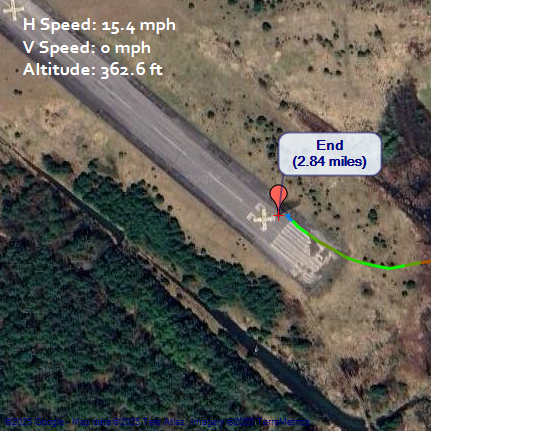 H Speed: 15.4 mph
V Speed: 0 mph
Altitude: 362.6 ft
End
(2.84 miles)